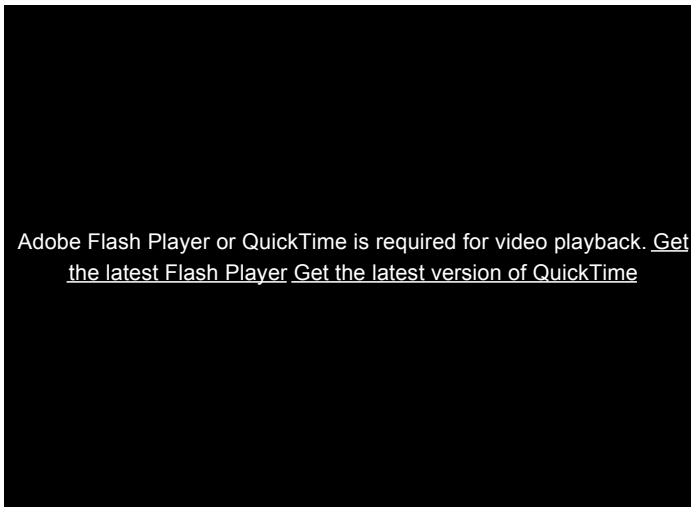 Adobe Flash Player or QuickTime is required for video playback. Get
the latest Flash Player Get the latest version of QuickTime